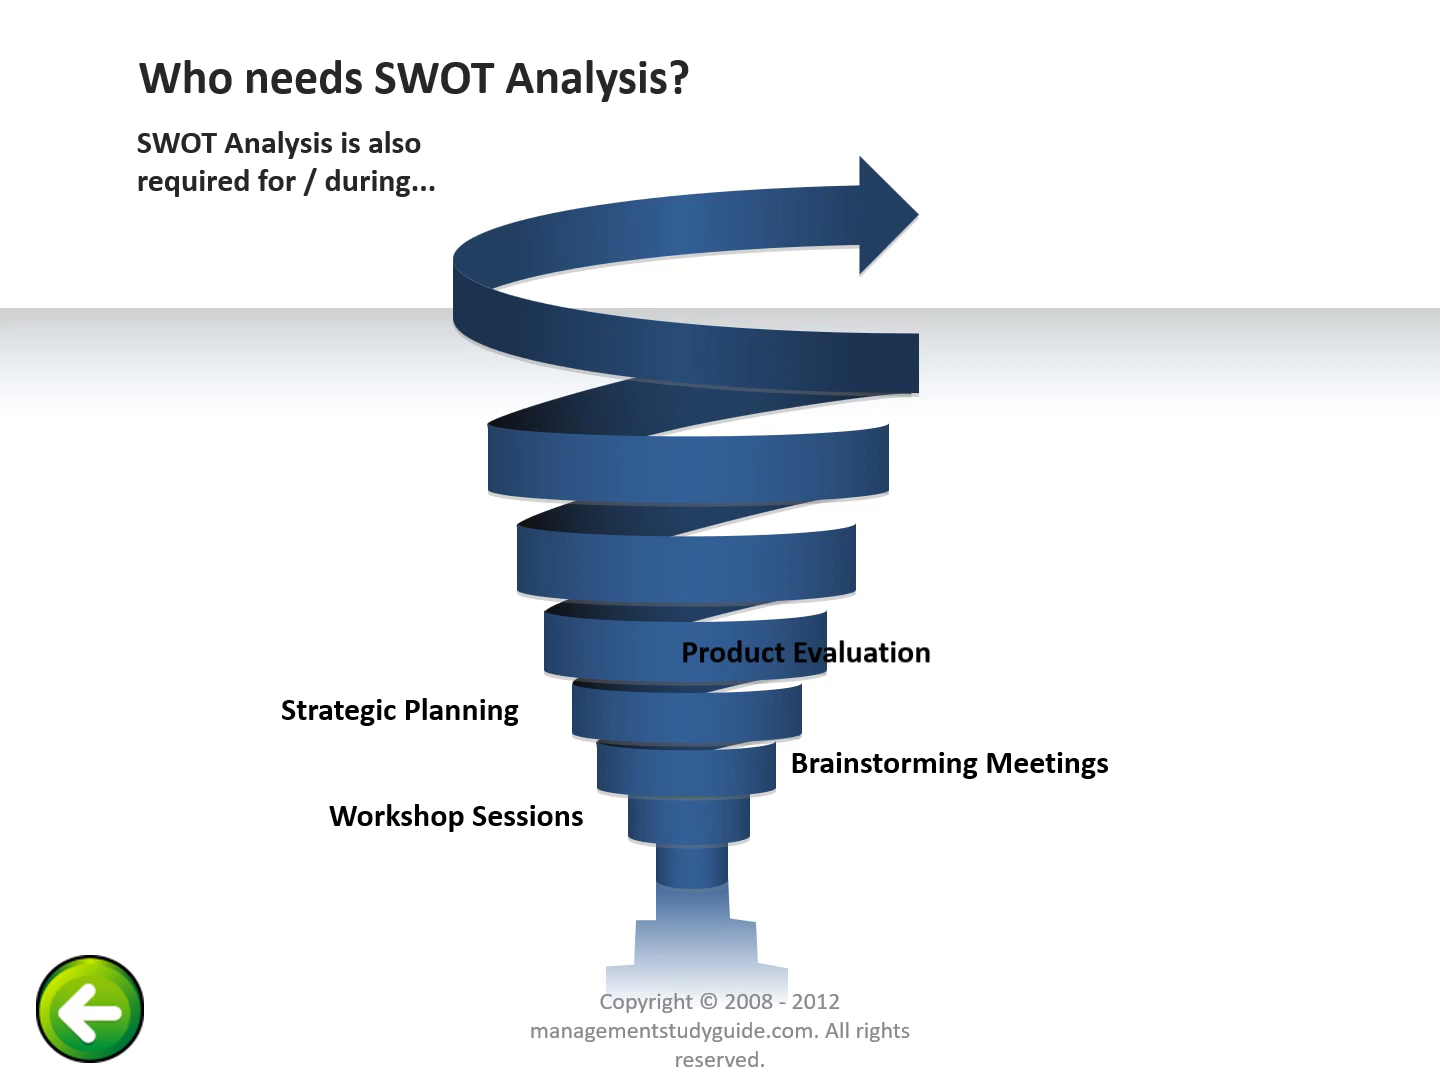 Who needs SWOT Analysis?
SWOT Analysis is also
required for / during...
Product Evaluation
Strategic Planning
Brainstorming Meetings
Workshop Sessions
Copyright © 2008 - 2012
managementstudyguide.com. All rights
reserved.